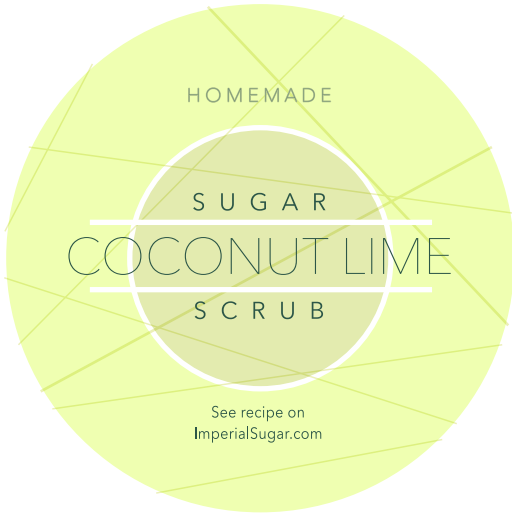 HOMEMADE
SUGAR
COCONUT LIME
SCRUB
See recipe on
ImperialSugar.com